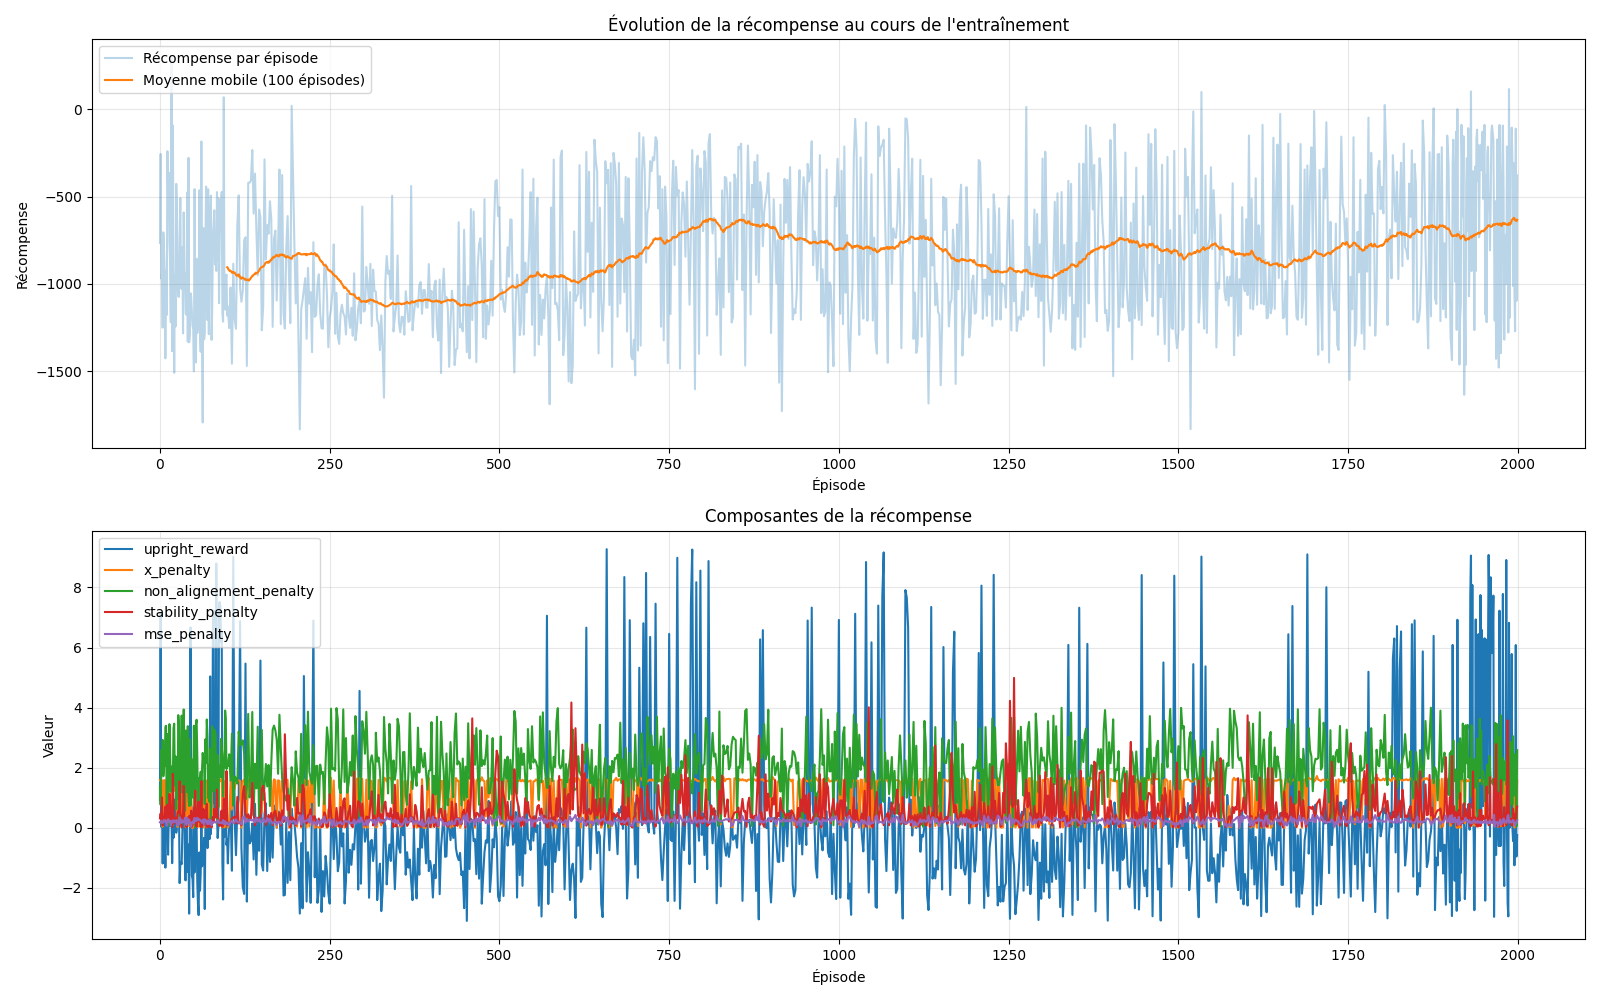 Évolution de la récompense au cours de l'entraînement
Récompense par épisode
Moyenne mobile (100 épisodes)
Récompense
0
−500
−1000
−1500
0
250
500
750
1000
1250
1500
1750
2000
Épisode
Composantes de la récompense
upright_reward
x_penalty
non_alignement_penalty
stability_penalty
mse_penalty
Valeur
8
6
4
2
0
−2
0
250
500
750
1000
1250
1500
1750
2000
Épisode